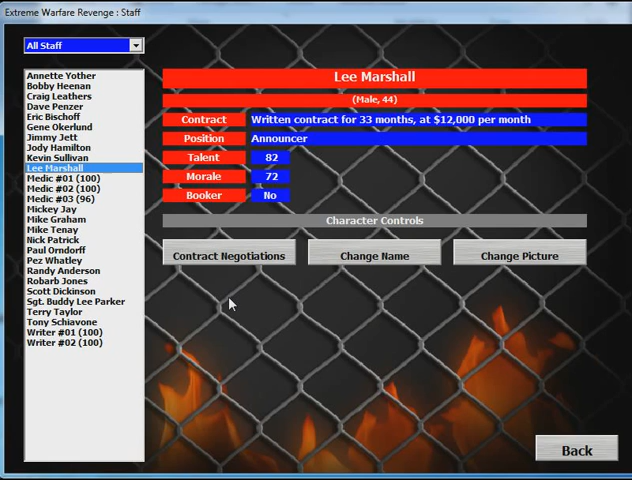 Extreme Warfare Revenge : Staff
All Staff
Annette Yother
Bobby Heenan
Craig Leathers
Dave Penzer
Eric Bischoff
Gene Okerlund
Jimmy Jett
Jody Hamilton
Kevin Sullivan
Lee Marshall
Medic #01 (100)
Medic #02 (100)
Medic #03 (96)
Mickey Jay
Mike Graham
Mike Tenay
Nick Patrick
Paul Orndorff
Pez Whatley
Randy Anderson
Robarb Jones
Scott Dickinson
Sgt. Buddy Lee Parker
Terry Taylor
Tony Schiavone
Writer #01 (100)
Writer #02 (100)
Lee Marshall
(Male, 44)
Contract Written contract for 33 months, at $12,000 per month
Position Announcer
Talent 82
Morale 72
Booker No
Character Controls
Contract Negotiations Change Name Change Picture
Back